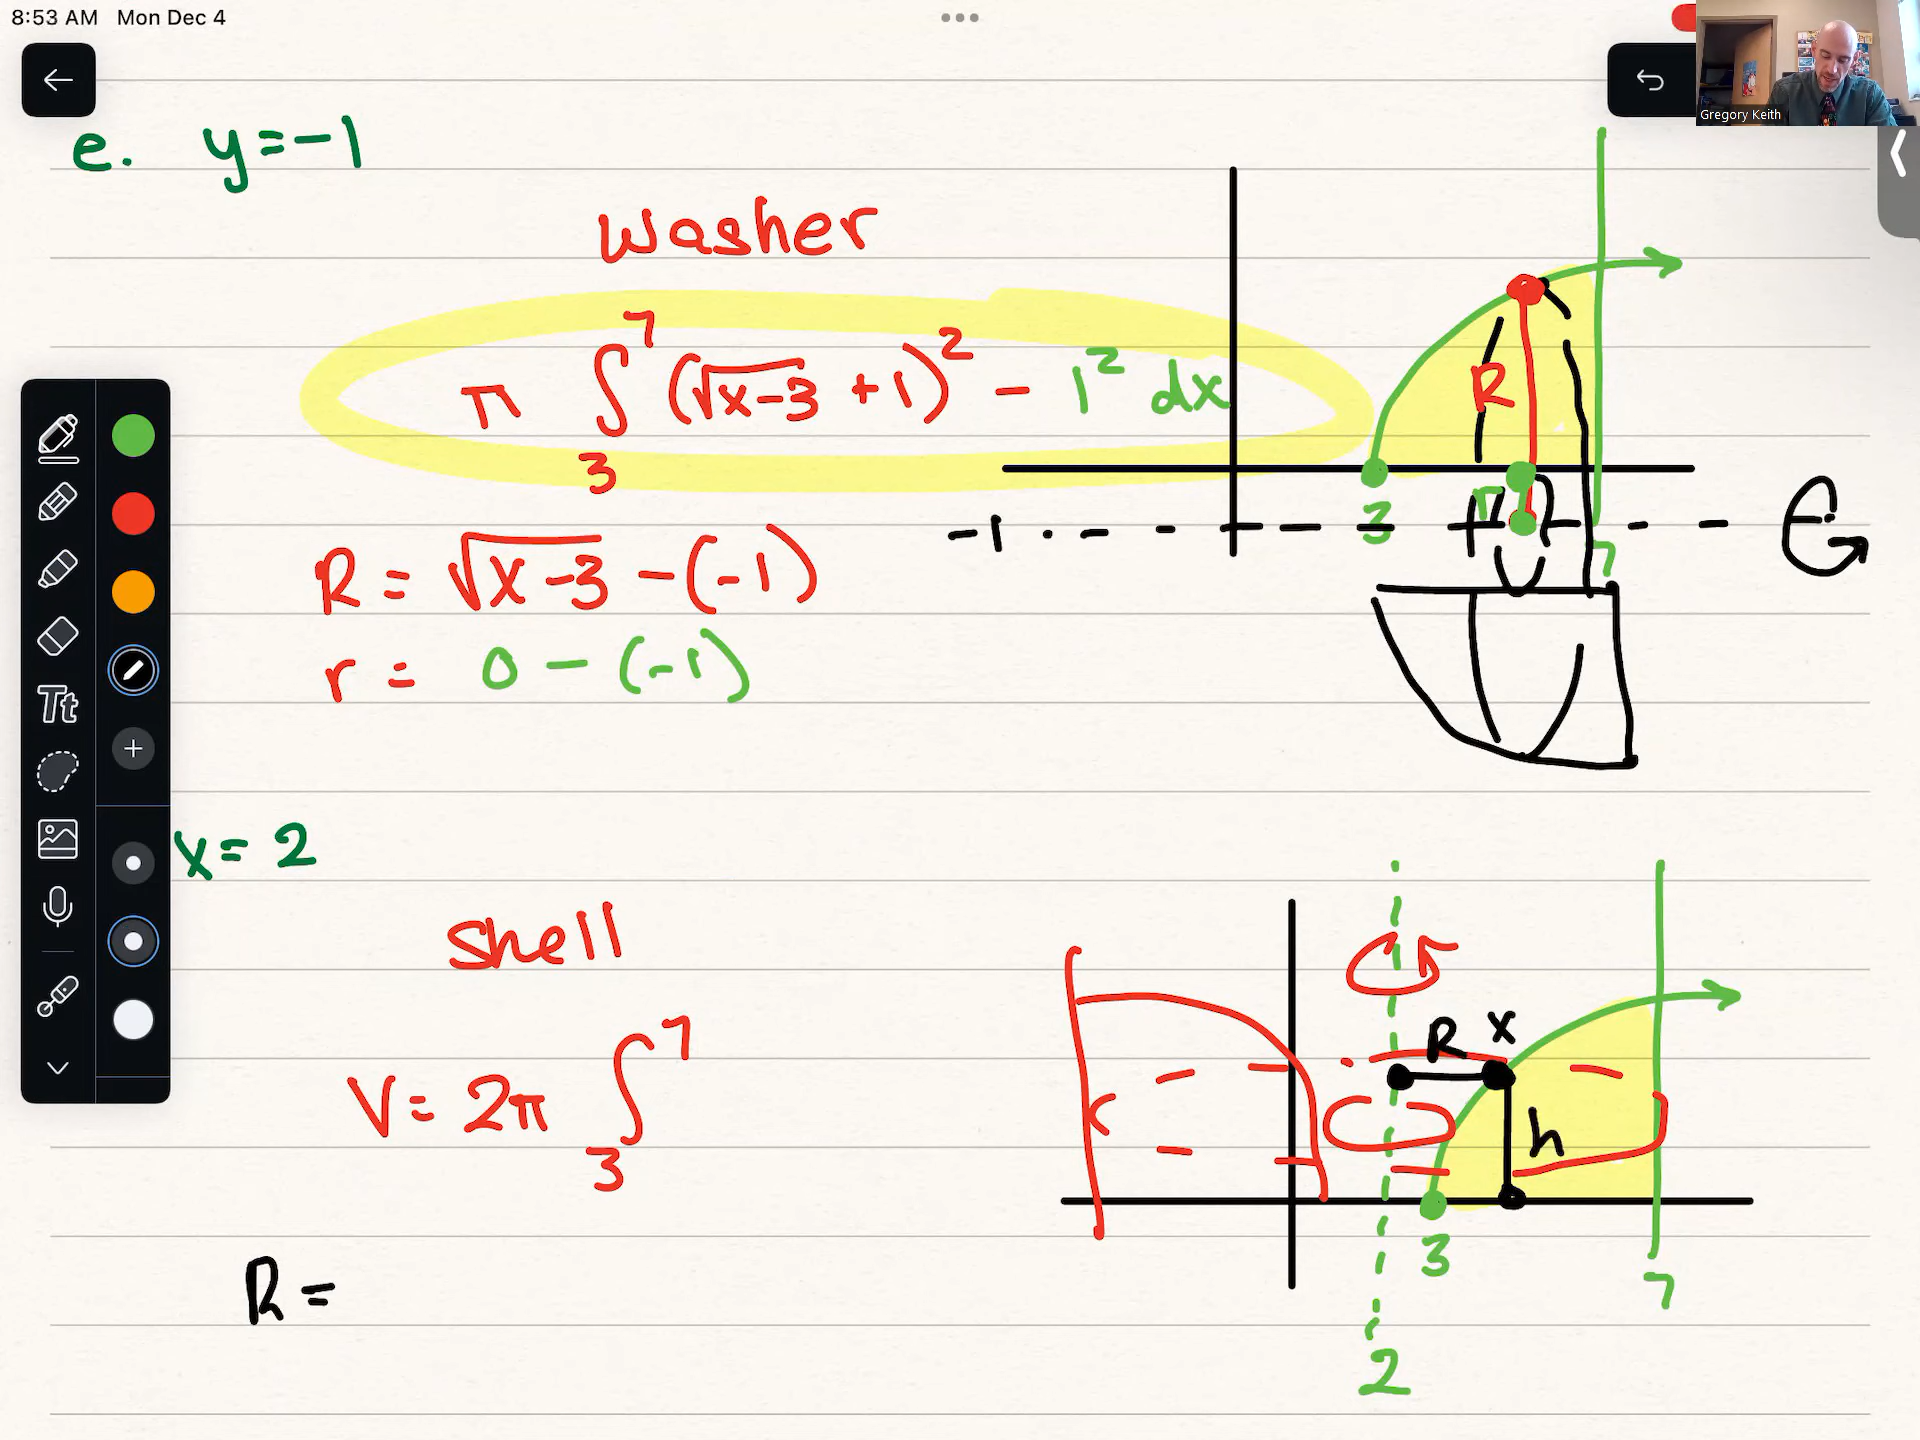 8:53 AM Mon Dec 4
Gregory Keith
e. y=-1
Washer
π ∫₃⁷ (√x-3 +1)² - 1² dx
R
r
3
-1
7
R = √x-3 -(-1)
r = 0 - (-1)
Tt
x= 2
Shell
R x
V= 2π ∫₃⁷
h
3
7
R =
2